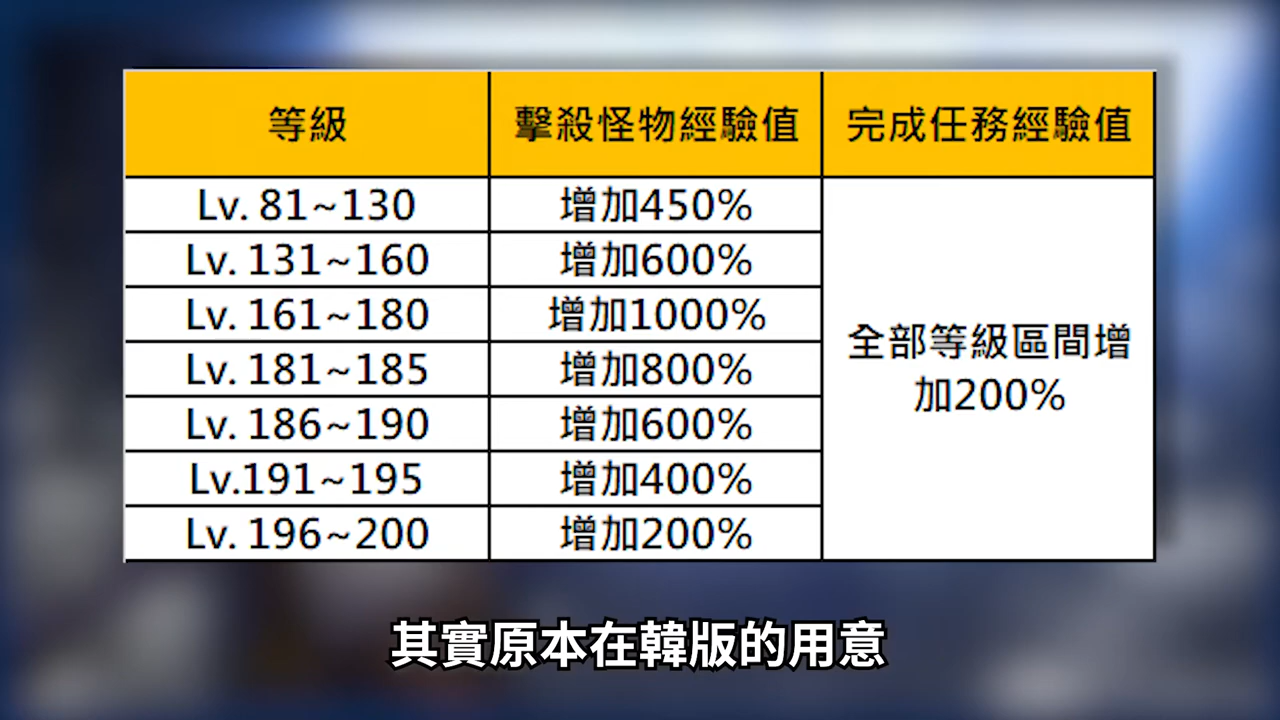 等級 擊殺怪物經驗值 完成任務經驗值
Lv. 81~130 增加450%
Lv. 131~160 增加600%
Lv. 161~180 增加1000%
Lv. 181~185 增加800%
Lv. 186~190 增加600%
Lv.191~195 增加400%
Lv. 196~200 增加200%
全部等級區間增
加200%
其實原本在韓版的用意